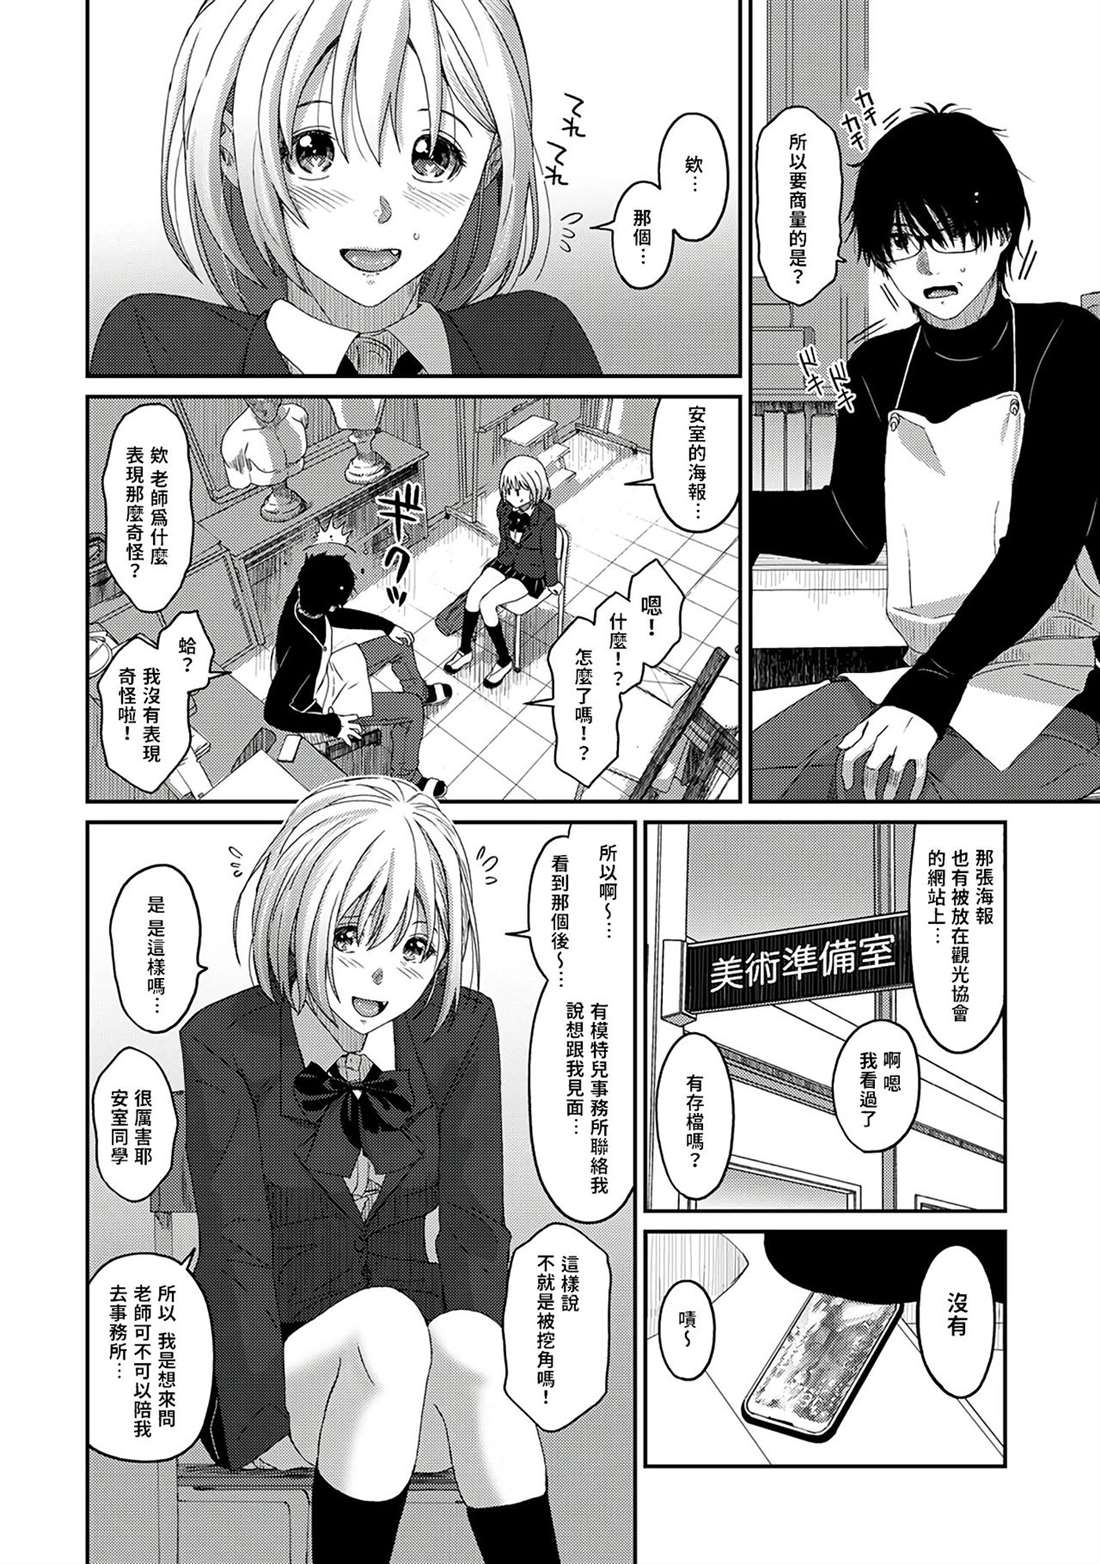 カチ
カチ
所以要商量的是？
ドキ
ドキ
欸…
那個…
てれ
てれ
安室的海報…
嗯！
什麼！？
怎麼了嗎！？
ギクッ
欸 老師爲什麼
表現那麼奇怪？
蛤？
我沒有表現
奇怪啦！
那張海報
也有被放在觀光協會
的網站上…
美術準備室
啊 嗯
我看過了
有存檔嗎？
沒有
嘖～
所以啊～…
看到那個後～…
有模特兒事務所聯絡我
說想跟我見面…
是 是這樣嗎…
這樣說
不就是被挖角嗎！
很厲害耶
安室同學
所以 我是想來問
老師可不可以陪我
去事務所…